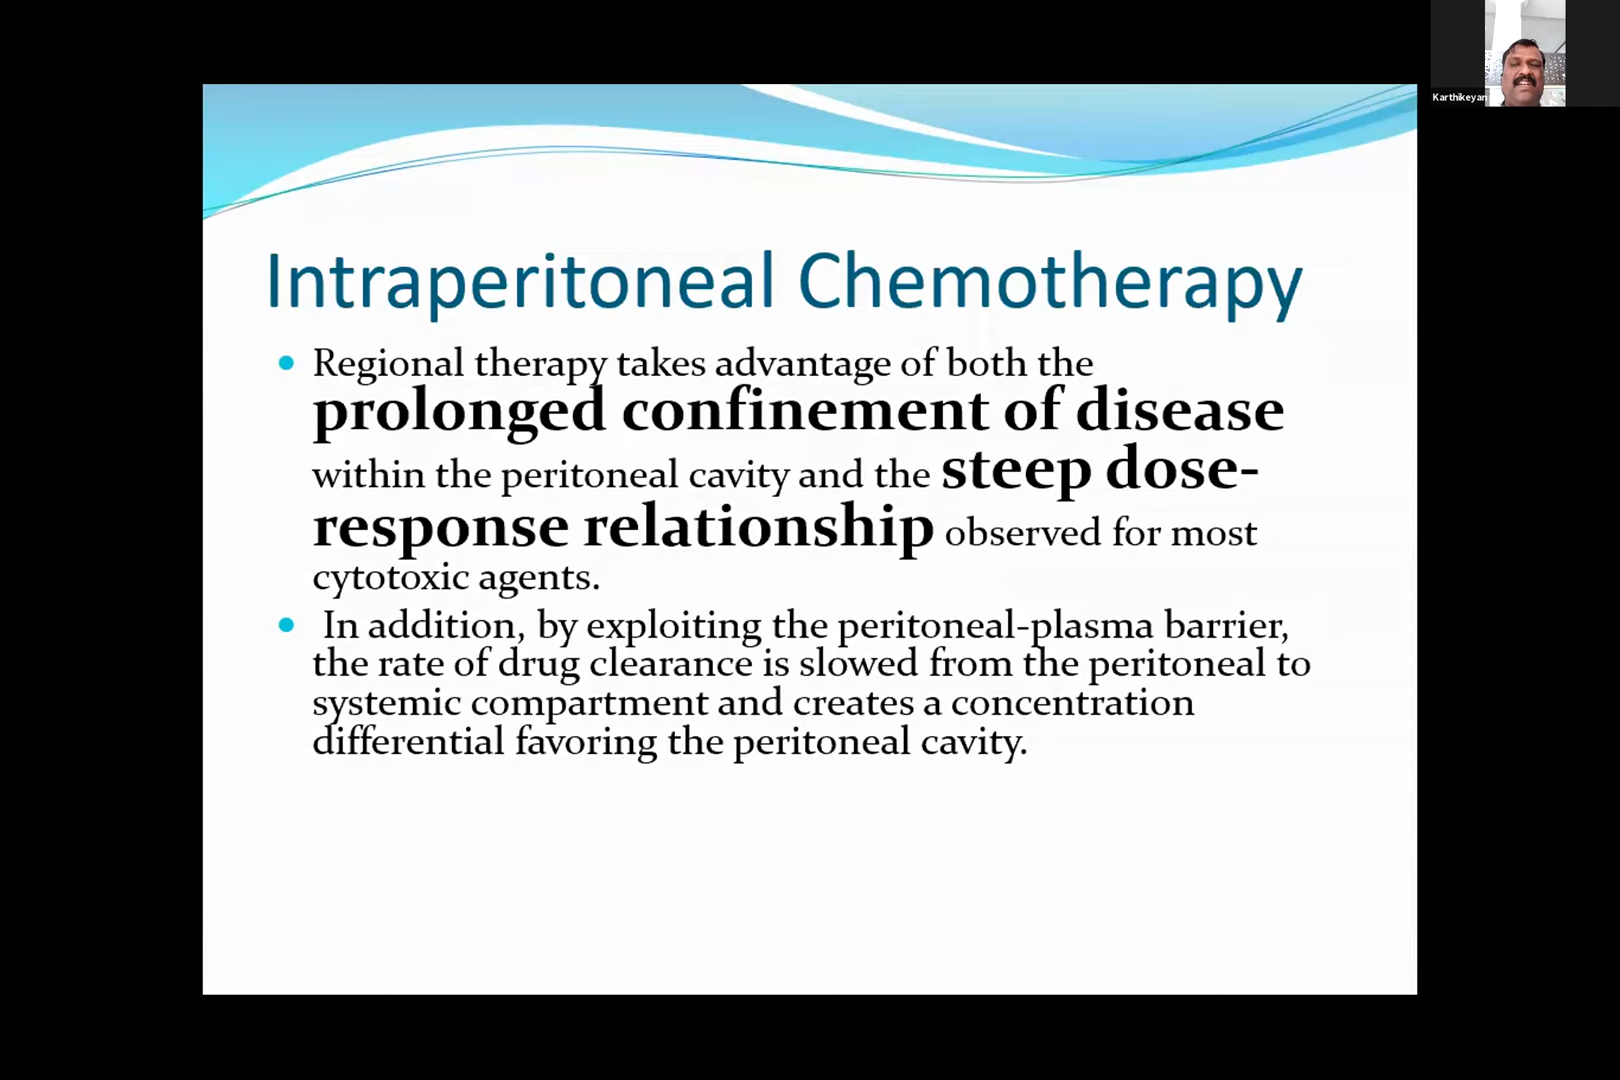 Karthikeyan
Intraperitoneal Chemotherapy
• Regional therapy takes advantage of both the
prolonged confinement of disease
within the peritoneal cavity and the steep dose-
response relationship observed for most
cytotoxic agents.
• In addition, by exploiting the peritoneal-plasma barrier,
the rate of drug clearance is slowed from the peritoneal to
systemic compartment and creates a concentration
differential favoring the peritoneal cavity.